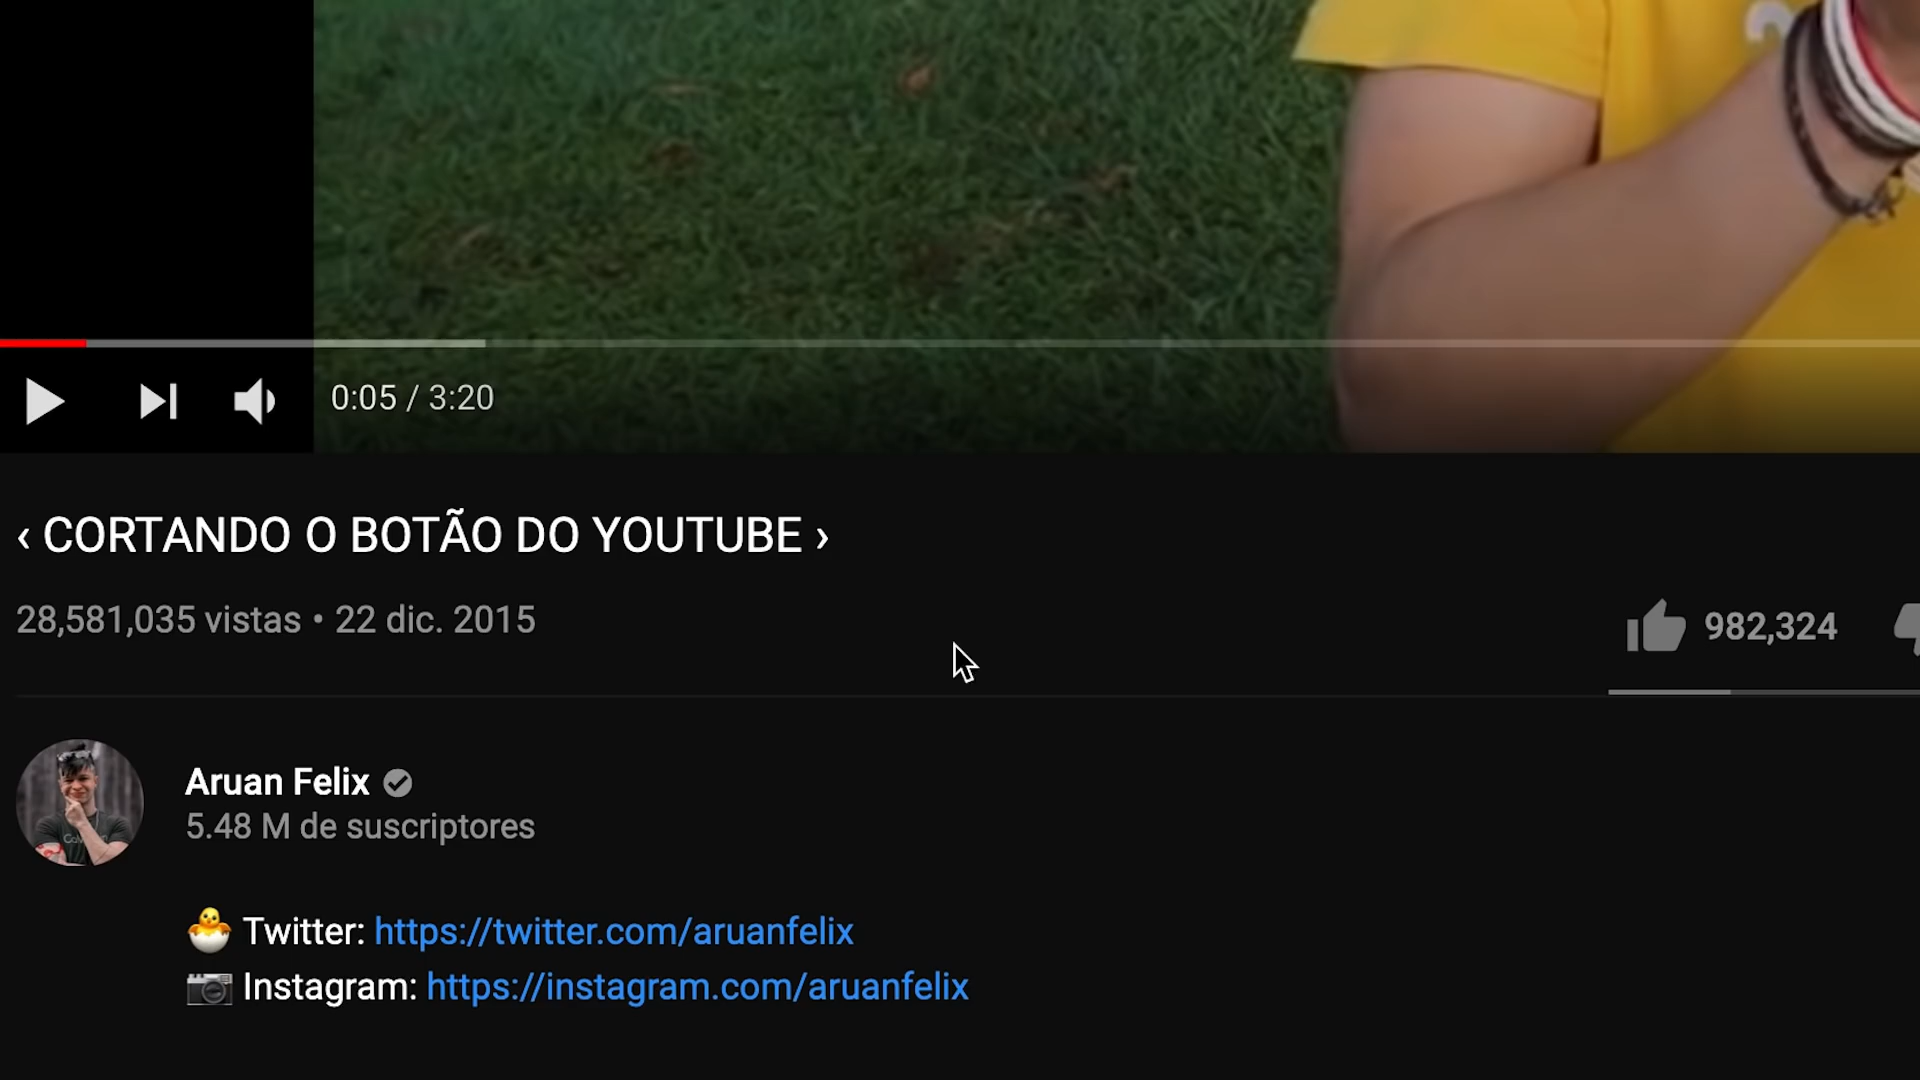 0:05 / 3:20
‹ CORTANDO O BOTÃO DO YOUTUBE ›
28,581,035 vistas • 22 dic. 2015
982,324
Aruan Felix
5.48 M de suscriptores
🐣 Twitter: https://twitter.com/aruanfelix
📷 Instagram: https://instagram.com/aruanfelix